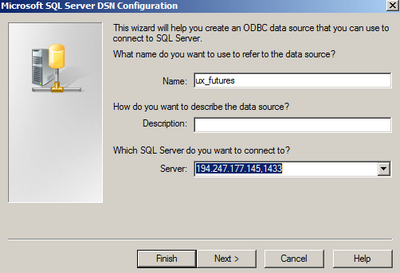 Microsoft SQL Server DSN Configuration
This wizard will help you create an ODBC data source that you can use to
connect to SQL Server.
What name do you want to use to refer to the data source?
Name: ux_futures
How do you want to describe the data source?
Description:
Which SQL Server do you want to connect to?
Server: 194.247.177.145,1433
Finish Next > Cancel Help